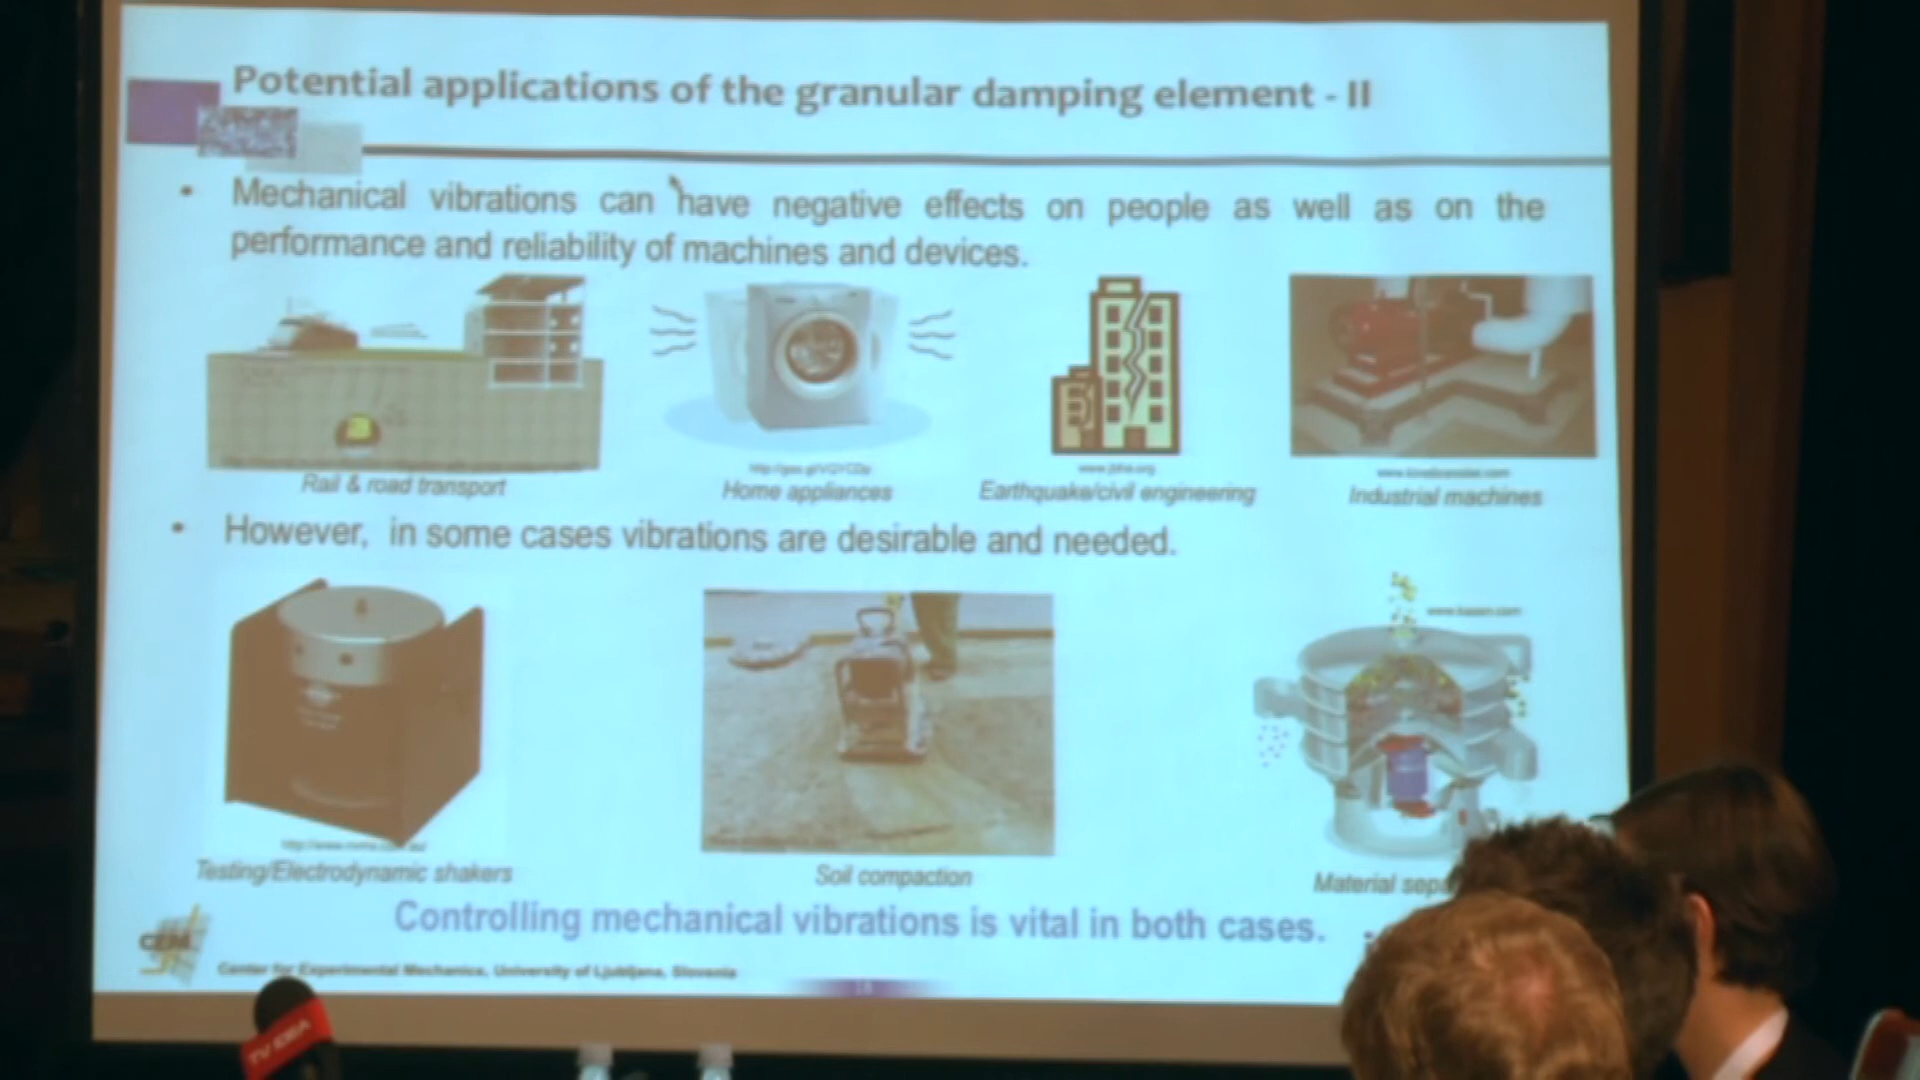 Potential applications of the granular damping element - II
• Mechanical vibrations can have negative effects on people as well as on the
performance and reliability of machines and devices.
Rail & road transport
Home appliances
Earthquake/civil engineering
Industrial machines
• However, in some cases vibrations are desirable and needed.
Testing/Electrodynamic shakers
Soil compaction
Material
Controlling mechanical vibrations is vital in both cases.
CEM
Center for Experimental Mechanics, University of Ljubljana, Slovenia
TV IDEA